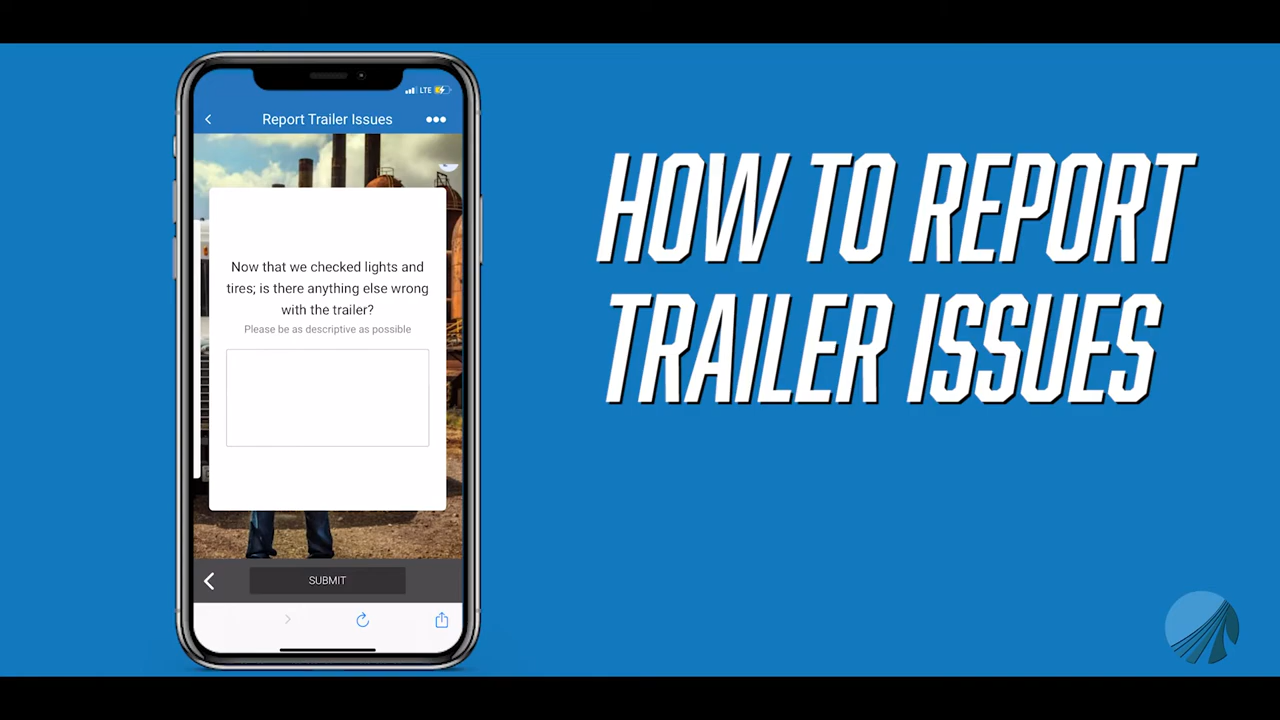 LTE
Report Trailer Issues
Now that we checked lights and
tires; is there anything else wrong
with the trailer?
Please be as descriptive as possible
SUBMIT
HOW TO REPORT
TRAILER ISSUES